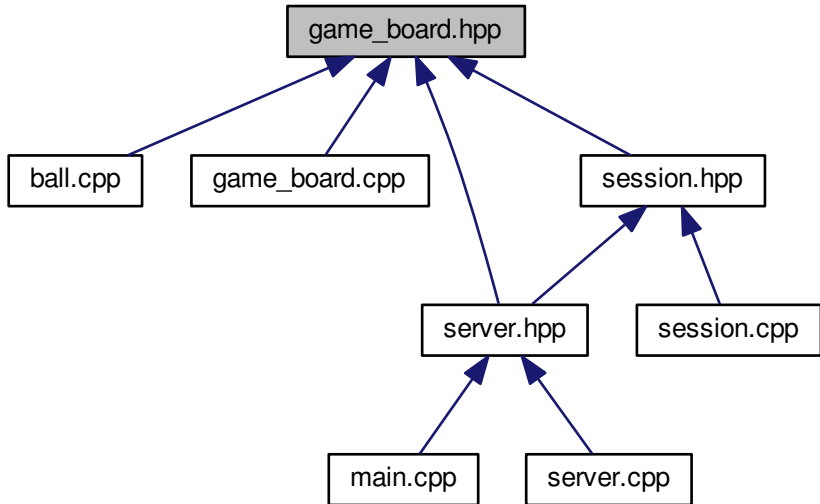 game_board.hpp
ball.cpp
game_board.cpp
session.hpp
server.hpp
session.cpp
main.cpp
server.cpp